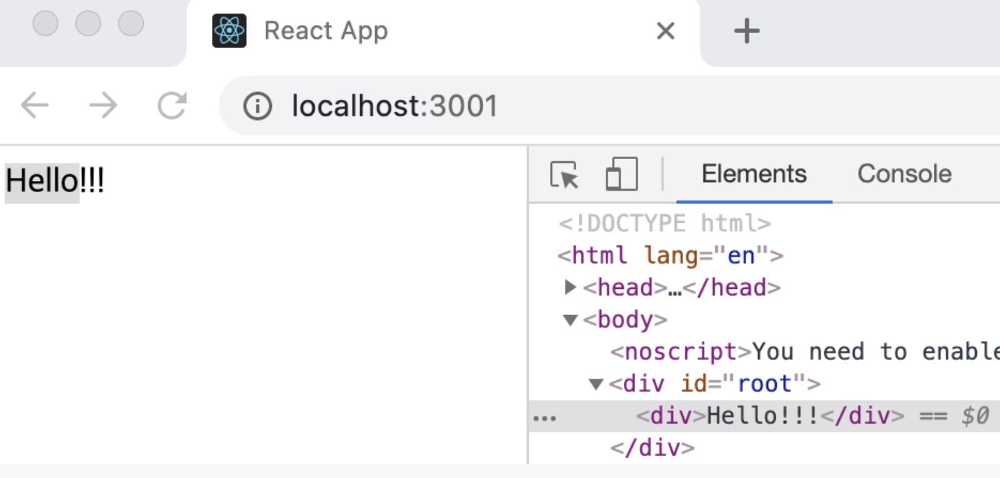 React App
localhost:3001
Hello!!!
Elements Console
<!DOCTYPE html>
<html lang="en">
<head>…</head>
<body>
<noscript>You need to enable
<div id="root">
… <div>Hello!!!</div> == $0
</div>